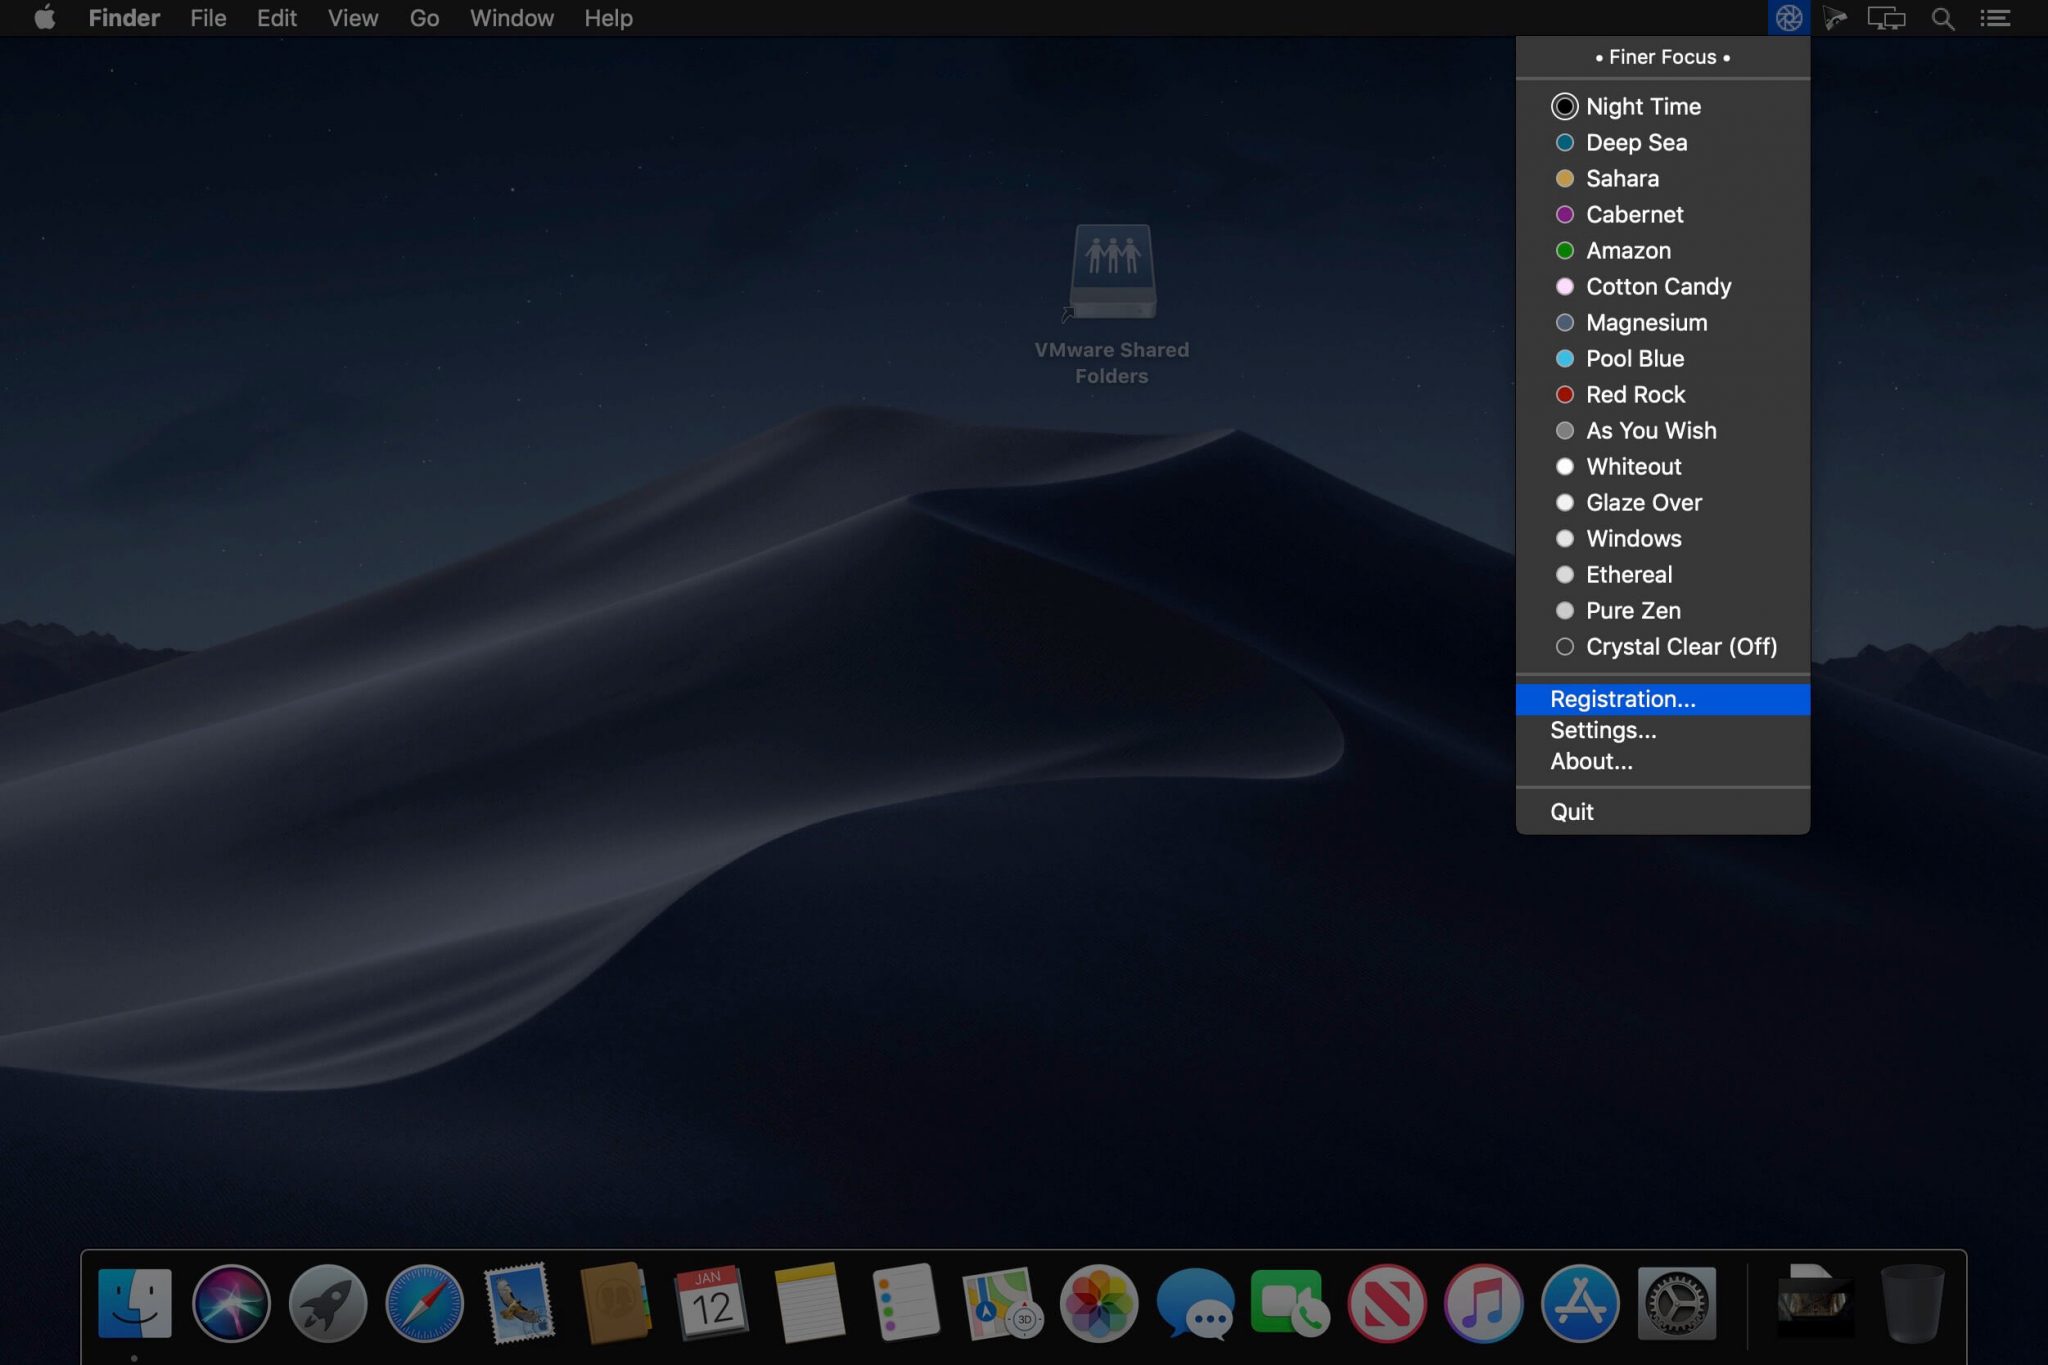 Finder File Edit View Go Window Help
• Finer Focus •
Night Time
Deep Sea
Sahara
Cabernet
Amazon
Cotton Candy
Magnesium
Pool Blue
Red Rock
As You Wish
Whiteout
Glaze Over
Windows
Ethereal
Pure Zen
Crystal Clear (Off)
Registration...
Settings...
About...
Quit
VMware Shared
Folders
JAN
12
3D